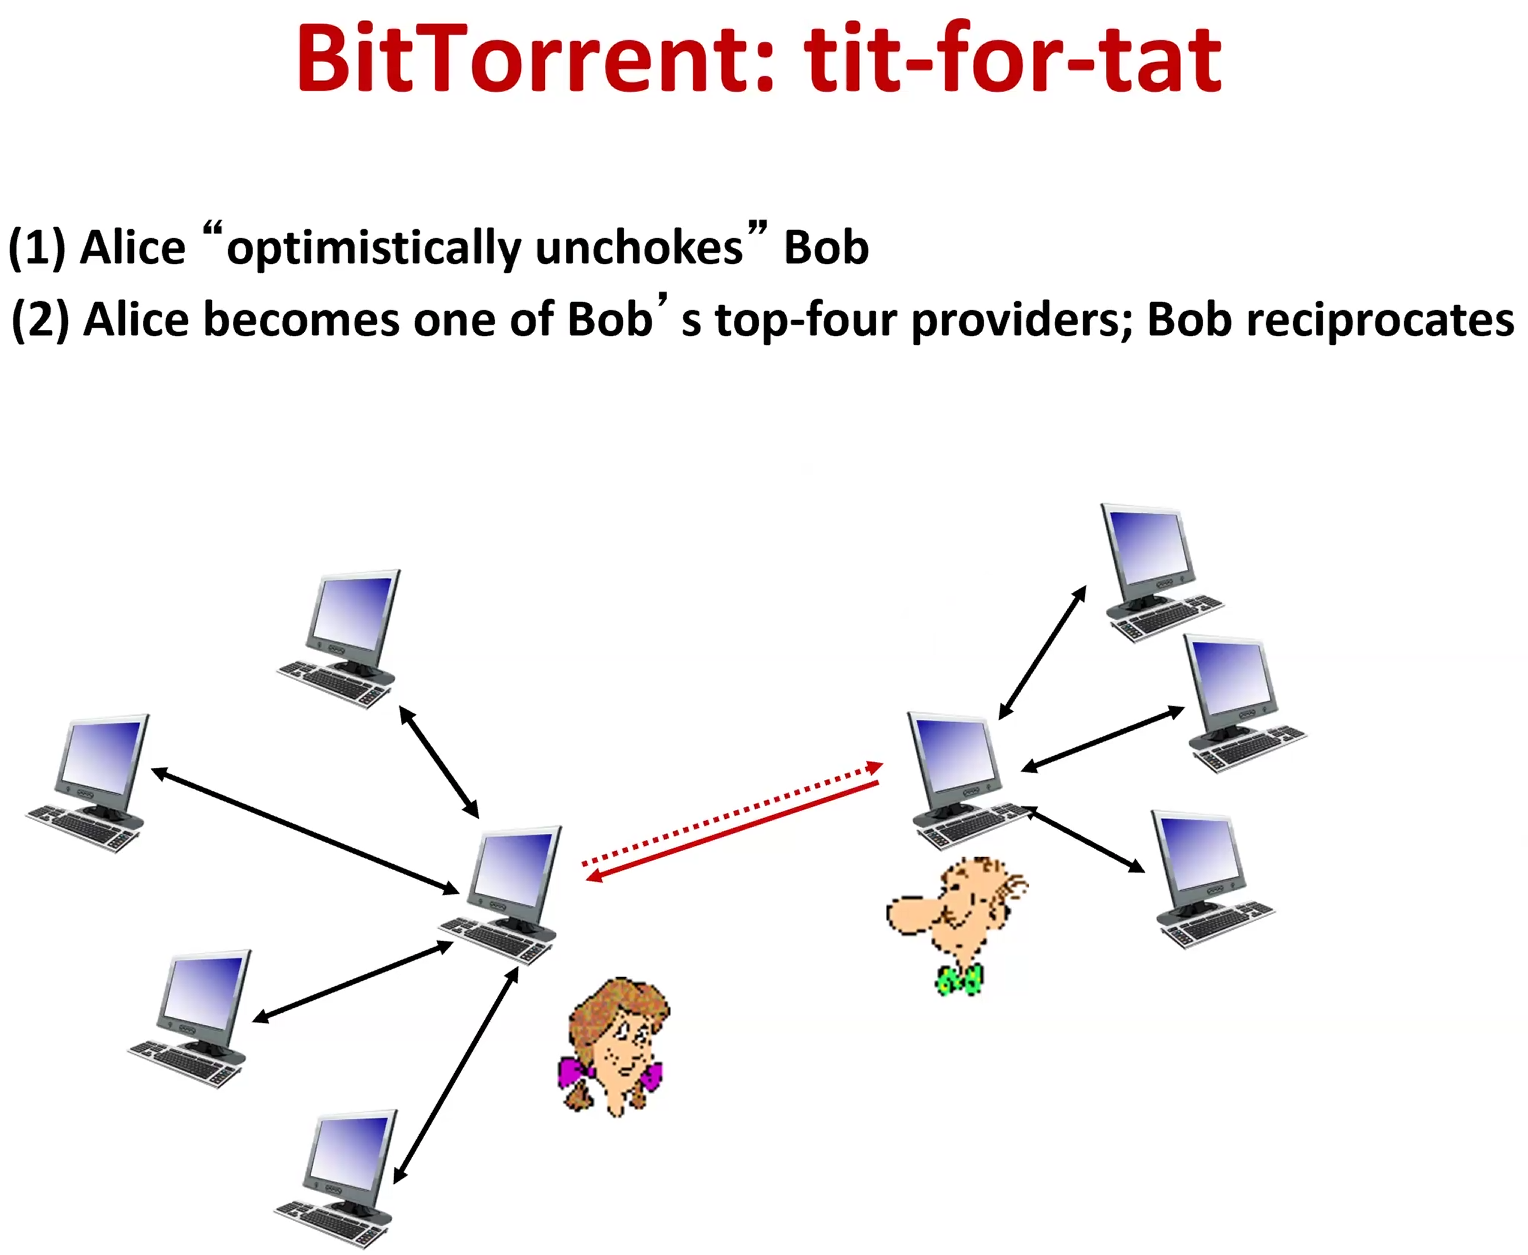 BitTorrent: tit-for-tat
(1) Alice “optimistically unchokes” Bob
(2) Alice becomes one of Bob’s top-four providers; Bob reciprocates